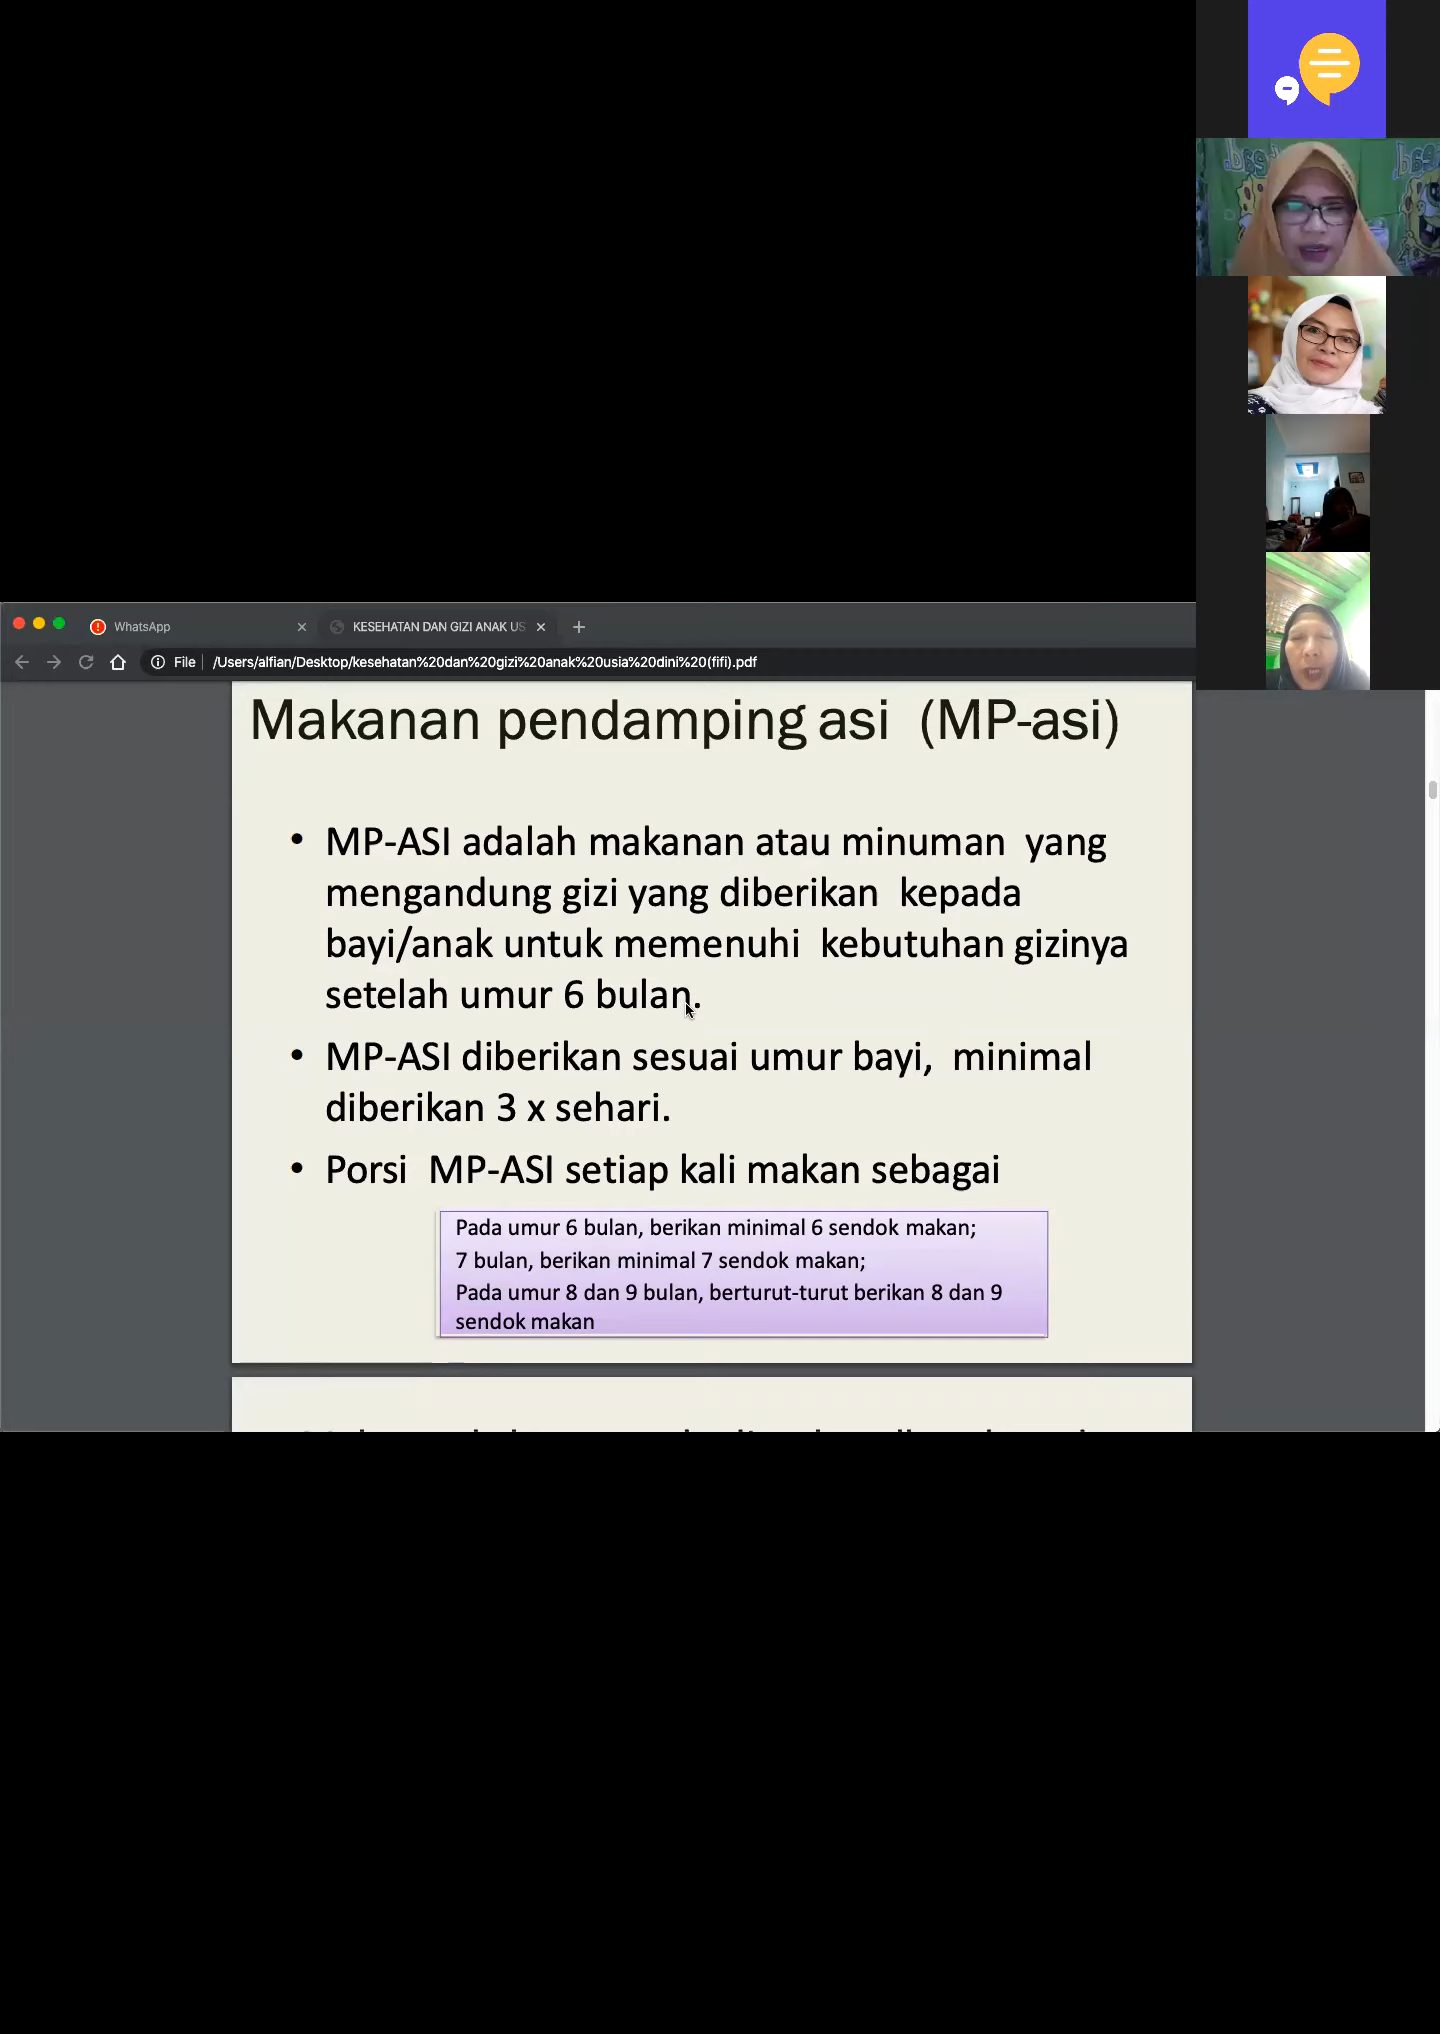 WhatsApp
KESEHATAN DAN GIZI ANAK US
File
/Users/alfian/Desktop/kesehatan%20dan%20gizi%20anak%20usia%20dini%20(fifi).pdf
Makanan pendamping asi (MP-asi)
• MP-ASI adalah makanan atau minuman yang
mengandung gizi yang diberikan kepada
bayi/anak untuk memenuhi kebutuhan gizinya
setelah umur 6 bulan.
• MP-ASI diberikan sesuai umur bayi, minimal
diberikan 3 x sehari.
• Porsi MP-ASI setiap kali makan sebagai
Pada umur 6 bulan, berikan minimal 6 sendok makan;
7 bulan, berikan minimal 7 sendok makan;
Pada umur 8 dan 9 bulan, berturut-turut berikan 8 dan 9
sendok makan